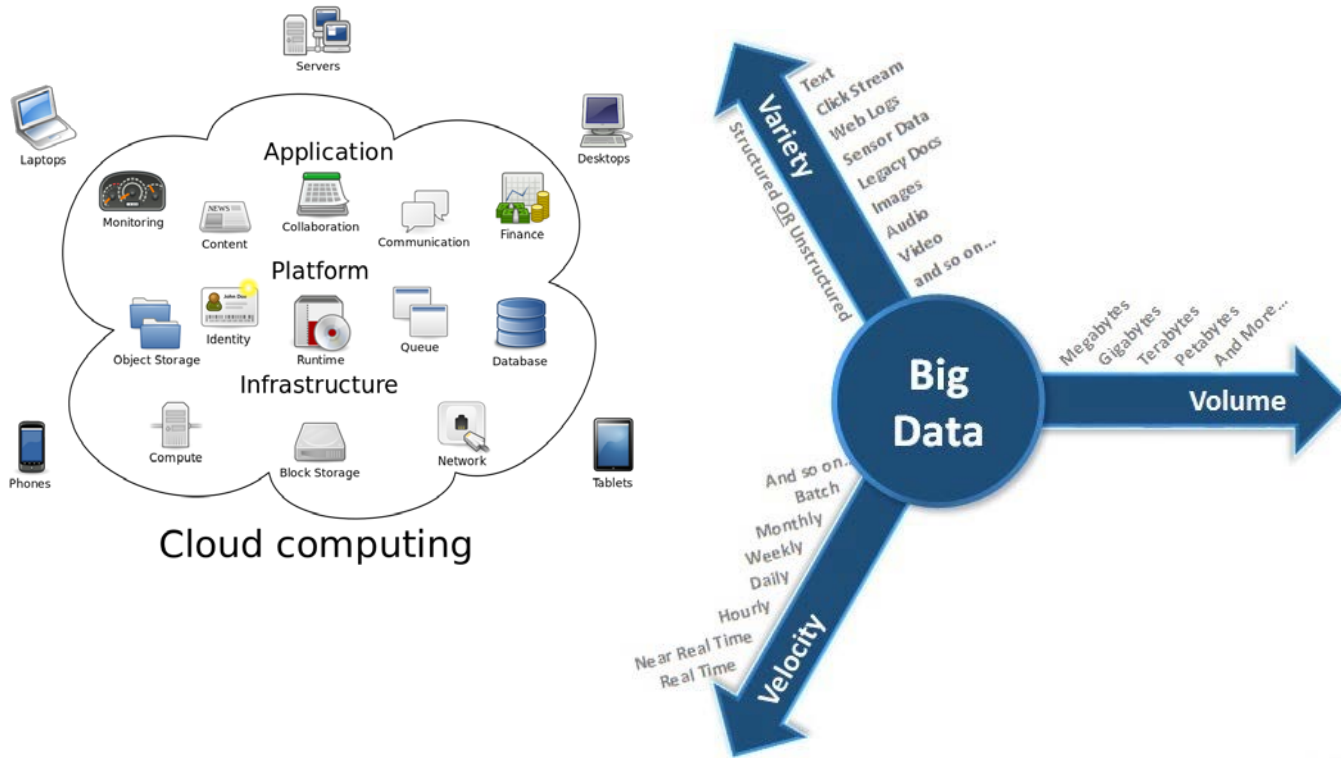 Servers
Laptops
Desktops
Application
Monitoring
NEWS
Content
Collaboration
Communication
Finance
Platform
Object Storage
John Doe
Identity
Runtime
Queue
Database
Infrastructure
Compute
Block Storage
Network
Phones
Tablets
Cloud computing
Variety
Structured OR Unstructured
Text
Click Stream
Web Logs
Sensor Data
Legacy Docs
Images
Audio
Video
and so on...
Big
Data
Megabytes
Gigabytes
Terabytes
Petabytes
And More...
Volume
And so on...
Batch
Monthly
Weekly
Daily
Hourly
Near Real Time
Real Time
Velocity